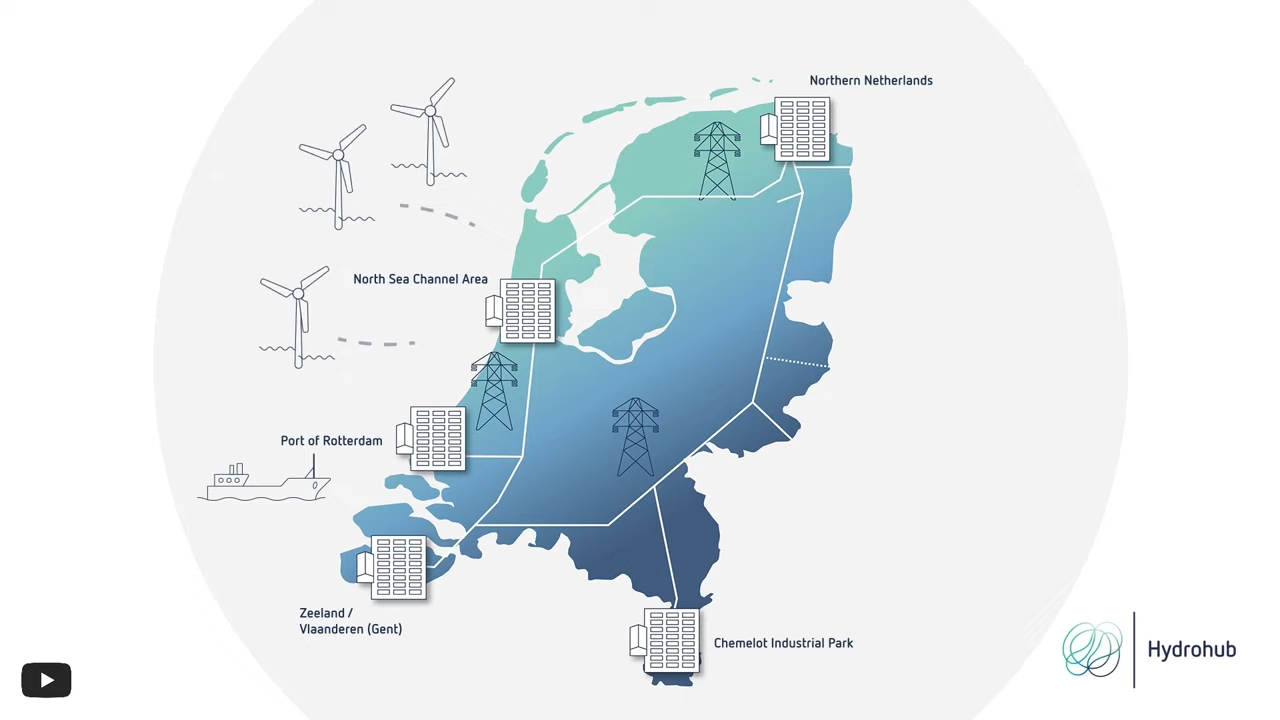 Northern Netherlands
North Sea Channel Area
Port of Rotterdam
Zeeland /
Vlaanderen (Gent)
Chemelot Industrial Park
Hydrohub